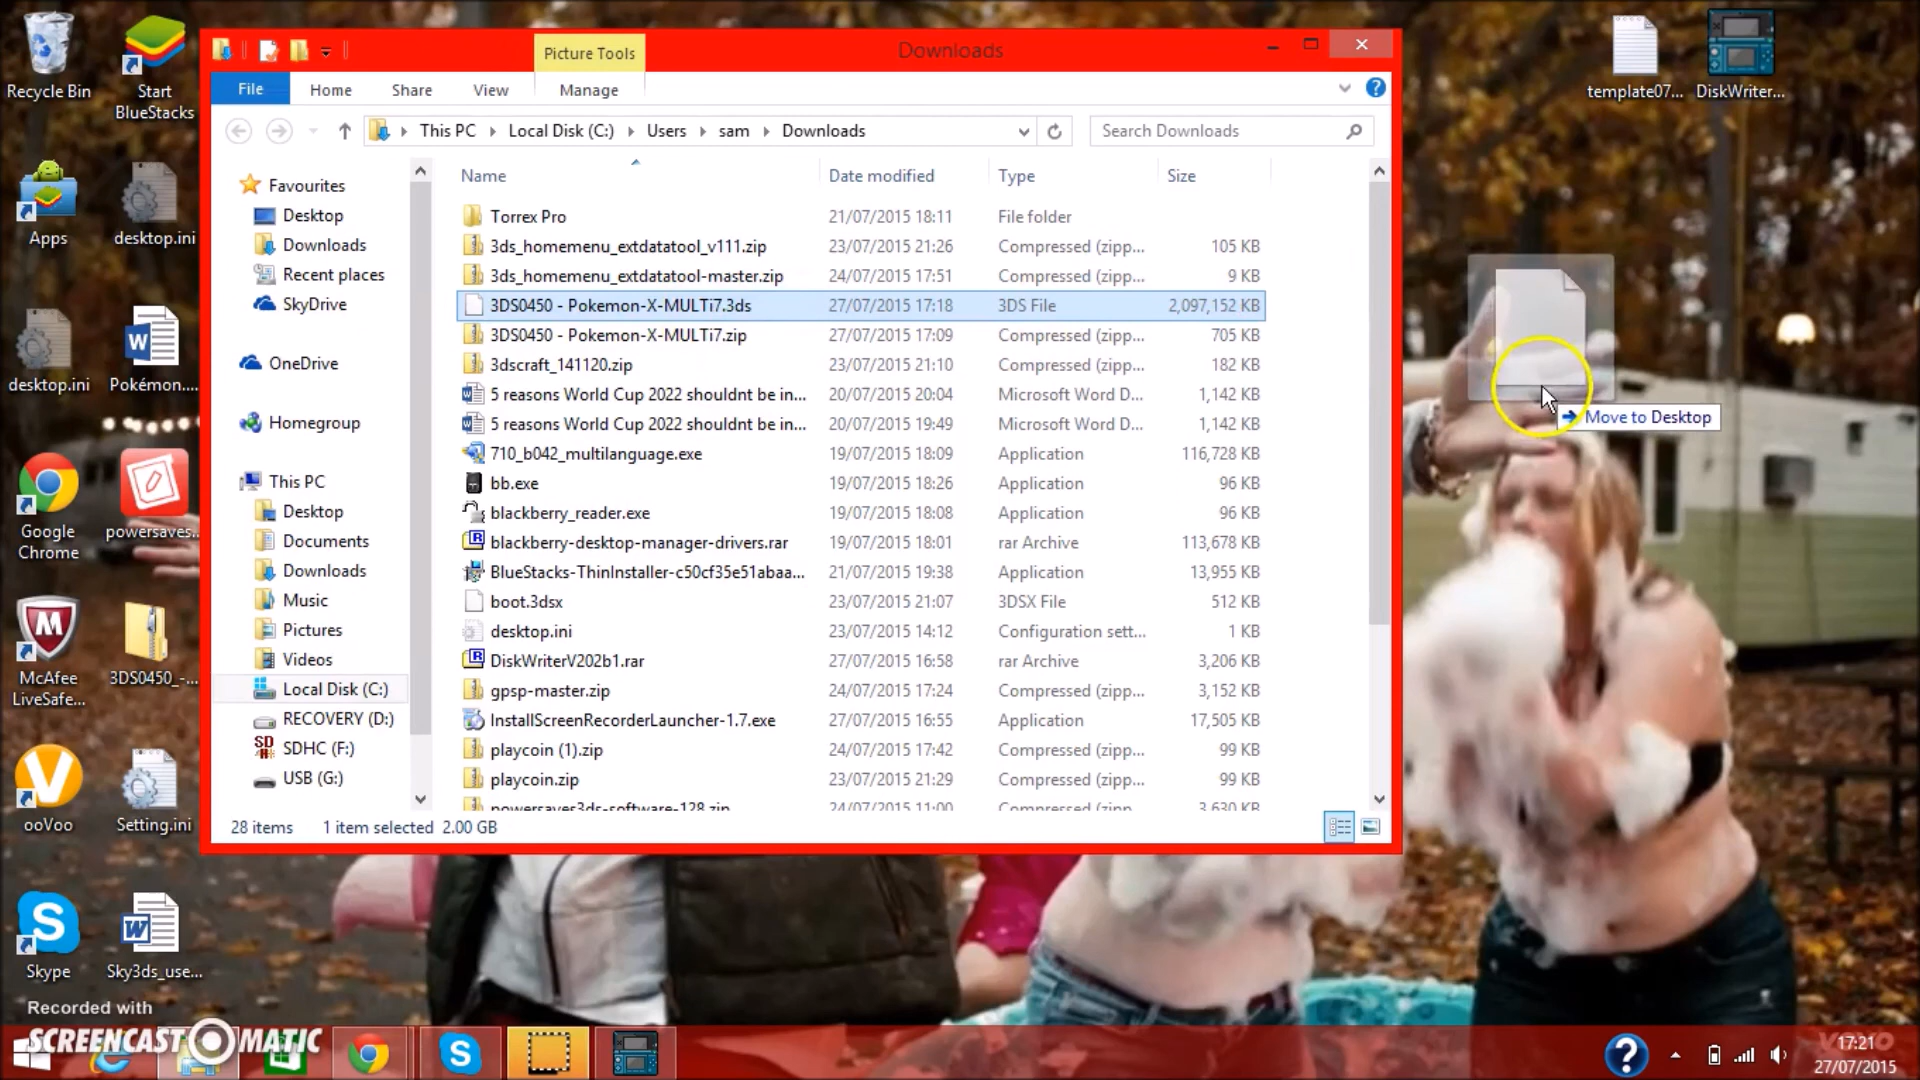 Recycle Bin
Start
BlueStacks
Apps
desktop.ini
desktop.ini
Pokémon....
Google
Chrome
powersaves...
McAfee
LiveSafe...
3DS0450_-...
ooVoo
Setting.ini
Skype
Sky3ds_use...
template07...
DiskWriter...
Picture Tools
Downloads
File
Home
Share
View
Manage
This PC
Local Disk (C:)
Users
sam
Downloads
Search Downloads
Favourites
Desktop
Downloads
Recent places
SkyDrive
OneDrive
Homegroup
This PC
Desktop
Documents
Downloads
Music
Pictures
Videos
Local Disk (C:)
RECOVERY (D:)
SDHC (F:)
USB (G:)
Name Date modified Type Size
Torrex Pro 21/07/2015 18:11 File folder
3ds_homemenu_extdatatool_v111.zip 23/07/2015 21:26 Compressed (zipp... 105 KB
3ds_homemenu_extdatatool-master.zip 24/07/2015 17:51 Compressed (zipp... 9 KB
3DS0450 - Pokemon-X-MULTi7.3ds 27/07/2015 17:18 3DS File 2,097,152 KB
3DS0450 - Pokemon-X-MULTi7.zip 27/07/2015 17:09 Compressed (zipp... 705 KB
3dscraft_141120.zip 23/07/2015 21:10 Compressed (zipp... 182 KB
5 reasons World Cup 2022 shouldnt be in... 20/07/2015 20:04 Microsoft Word D... 1,142 KB
5 reasons World Cup 2022 shouldnt be in... 20/07/2015 19:49 Microsoft Word D... 1,142 KB
710_b042_multilanguage.exe 19/07/2015 18:09 Application 116,728 KB
bb.exe 19/07/2015 18:26 Application 96 KB
blackberry_reader.exe 19/07/2015 18:08 Application 96 KB
blackberry-desktop-manager-drivers.rar 19/07/2015 18:01 rar Archive 113,678 KB
BlueStacks-ThinInstaller-c50cf35e51abaa... 21/07/2015 19:38 Application 13,955 KB
boot.3dsx 23/07/2015 21:07 3DSX File 512 KB
desktop.ini 23/07/2015 14:12 Configuration sett... 1 KB
DiskWriterV202b1.rar 27/07/2015 16:58 rar Archive 3,206 KB
gpsp-master.zip 24/07/2015 17:24 Compressed (zipp... 3,152 KB
InstallScreenRecorderLauncher-1.7.exe 27/07/2015 16:55 Application 17,505 KB
playcoin (1).zip 24/07/2015 17:42 Compressed (zipp... 99 KB
playcoin.zip 23/07/2015 21:29 Compressed (zipp... 99 KB
powersaves3ds-software-128.zip 24/07/2015 11:00 Compressed (zipp... 3,630 KB
28 items 1 item selected 2.00 GB
Move to Desktop
Recorded with
SCREENCAST-O-MATIC
vevo
17:21
27/07/2015